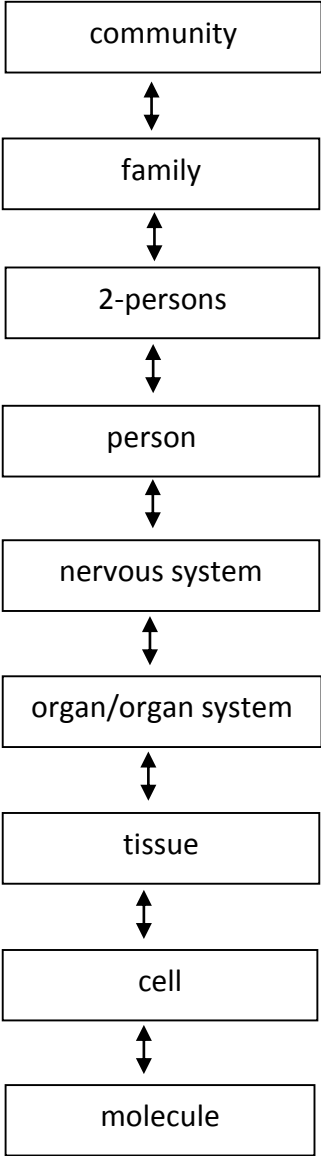 community
family
2-persons
person
nervous system
organ/organ system
tissue
cell
molecule